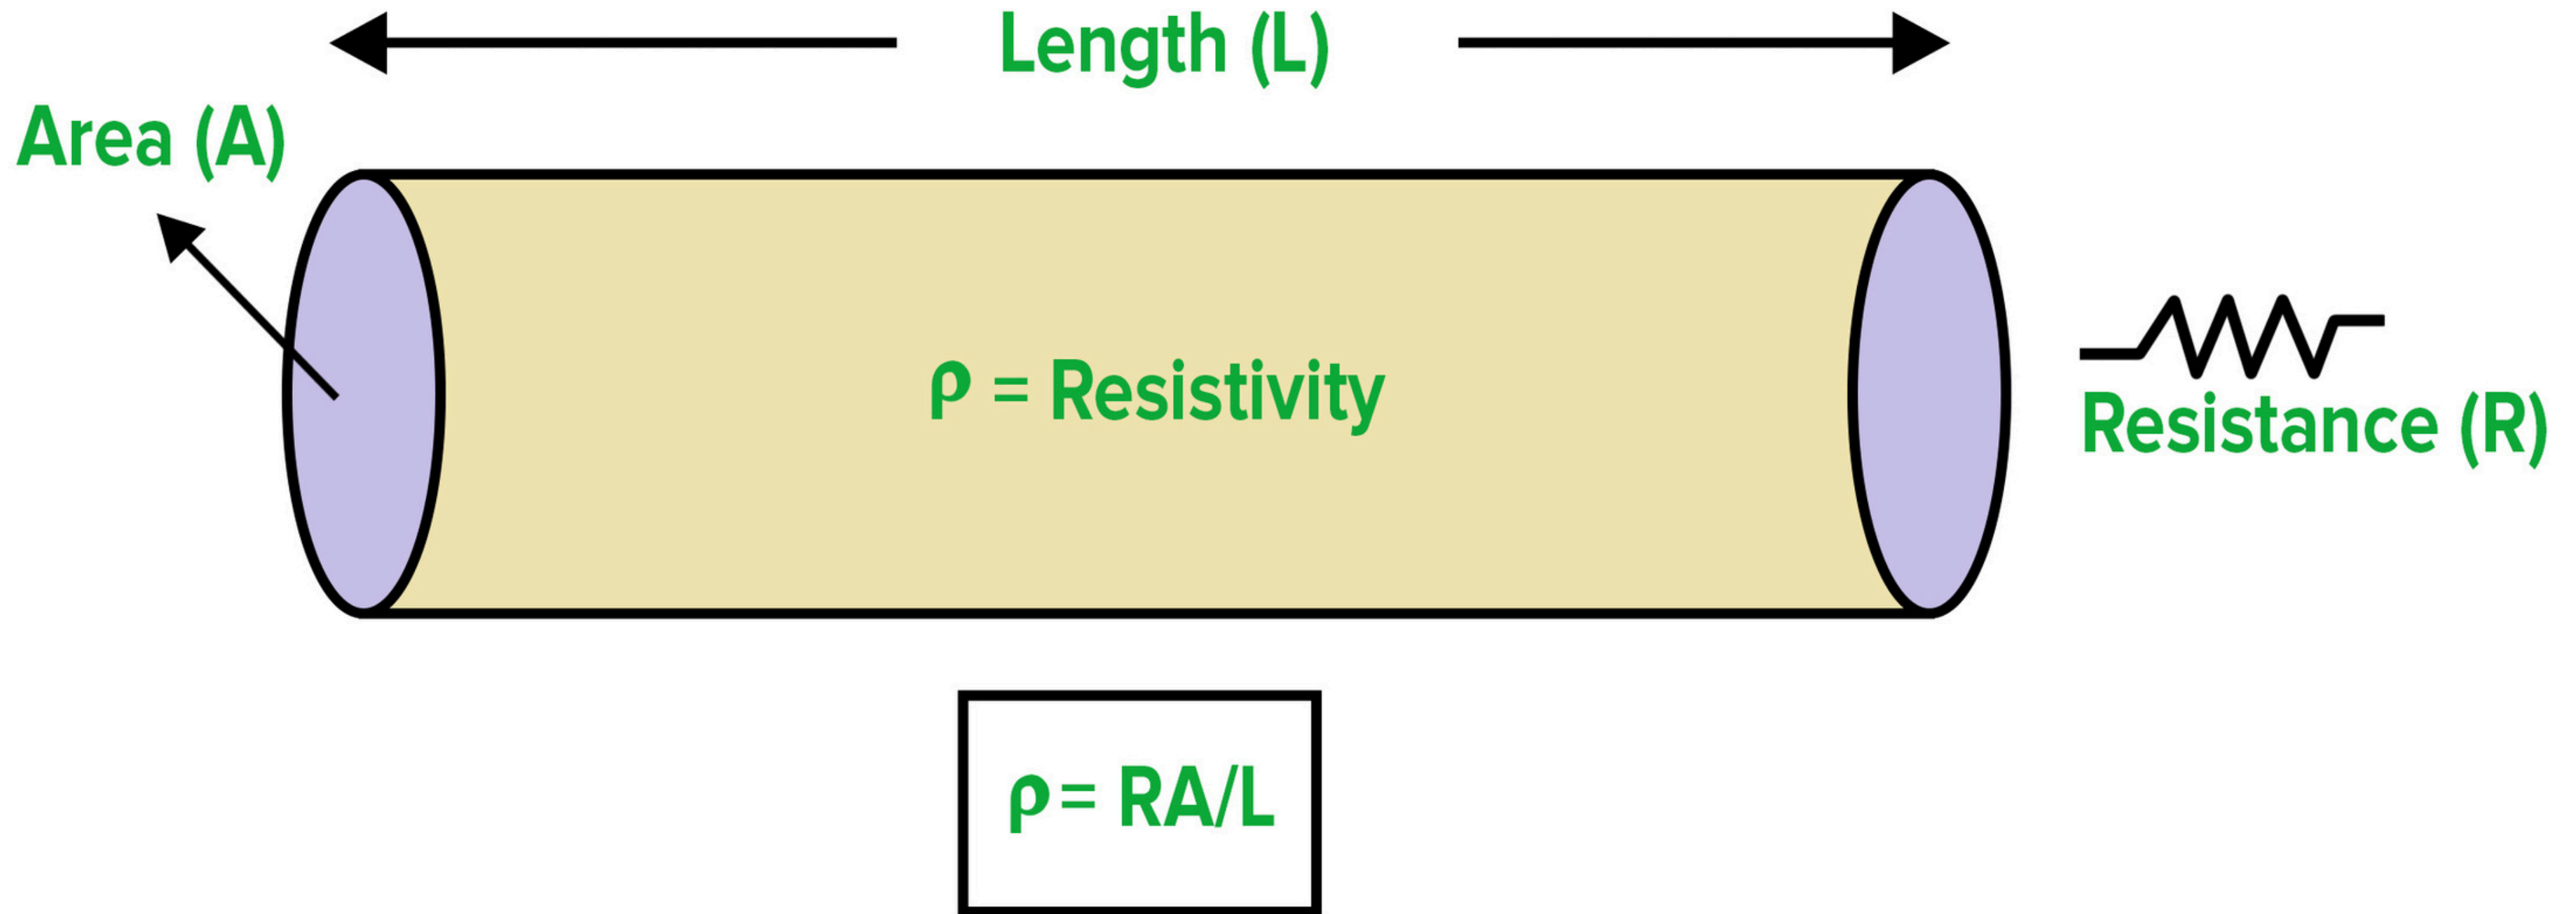 Length (L)
Area (A)
ρ = Resistivity
Resistance (R)
ρ = RA/L